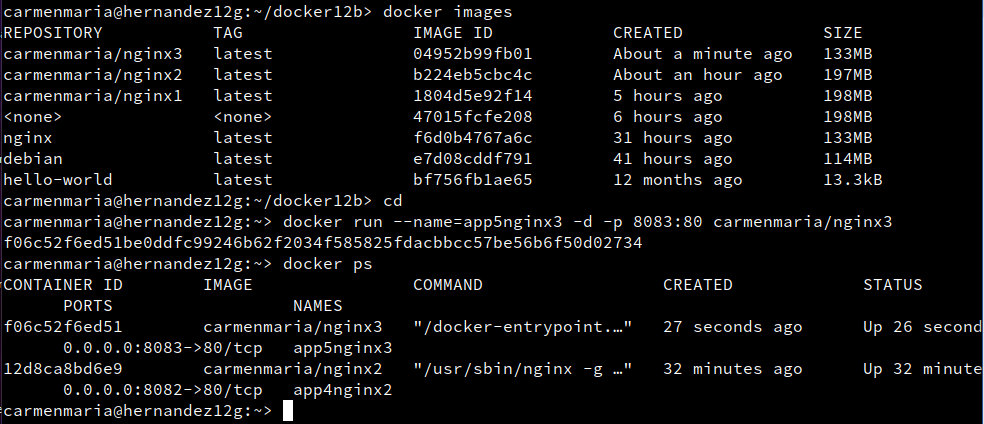 carmenmaria@hernandez12g:~/docker12b> docker images
REPOSITORY TAG IMAGE ID CREATED SIZE
carmenmaria/nginx3 latest 04952b99fb01 About a minute ago 133MB
carmenmaria/nginx2 latest b224eb5cbc4c About an hour ago 197MB
carmenmaria/nginx1 latest 1804d5e92f14 5 hours ago 198MB
<none> <none> 47015fcfe208 6 hours ago 198MB
nginx latest f6d0b4767a6c 31 hours ago 133MB
debian latest e7d08cddf791 41 hours ago 114MB
hello-world latest bf756fb1ae65 12 months ago 13.3kB
carmenmaria@hernandez12g:~/docker12b> cd
carmenmaria@hernandez12g:~> docker run --name=app5nginx3 -d -p 8083:80 carmenmaria/nginx3
f06c52f6ed51be0ddfc99246b62f2034f585825fdacbbcc57be56b6f50d02734
carmenmaria@hernandez12g:~> docker ps
CONTAINER ID IMAGE COMMAND CREATED STATUS
PORTS NAMES
f06c52f6ed51 carmenmaria/nginx3 "/docker-entrypoint.…" 27 seconds ago Up 26 second
0.0.0.0:8083->80/tcp app5nginx3
12d8ca8bd6e9 carmenmaria/nginx2 "/usr/sbin/nginx -g …" 32 minutes ago Up 32 minute
0.0.0.0:8082->80/tcp app4nginx2
carmenmaria@hernandez12g:~>